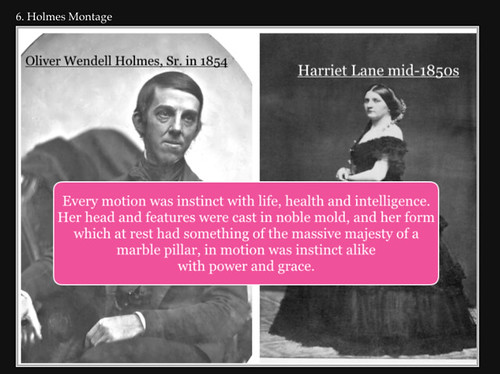 6. Holmes Montage
Oliver Wendell Holmes, Sr. in 1854
Harriet Lane mid-1850s
Every motion was instinct with life, health and intelligence.
Her head and features were cast in noble mold, and her form
which at rest had something of the massive majesty of a
marble pillar, in motion was instinct alike
with power and grace.